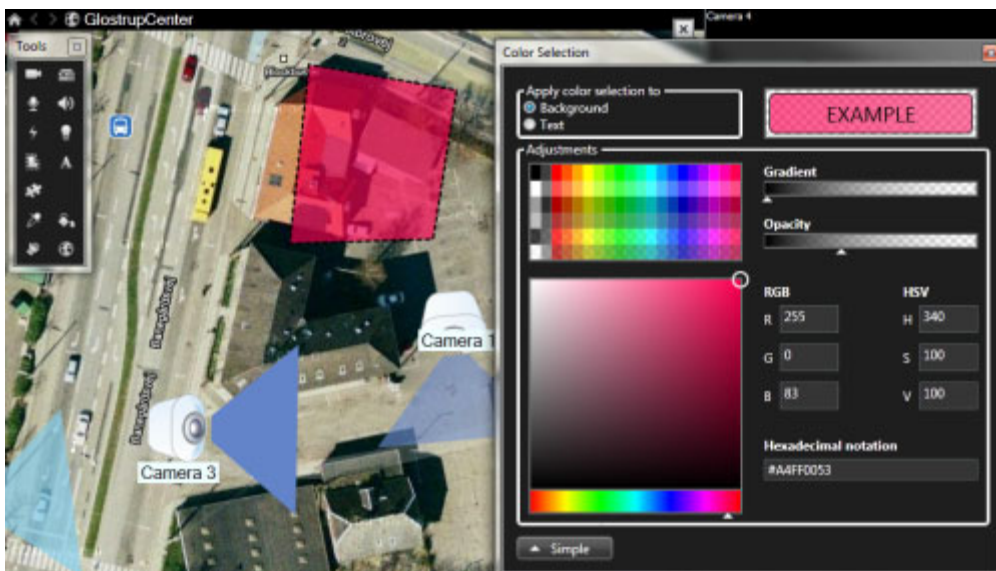 GlostrupCenter
Camera 4
Tools
Color Selection
Apply color selection to
Background
Text
EXAMPLE
Adjustments
Gradient
Opacity
RGB
HSV
R 255
H 340
G 0
S 100
B 83
V 100
Hexadecimal notation
#A4FF0053
Simple
A
Camera 1
Camera 3